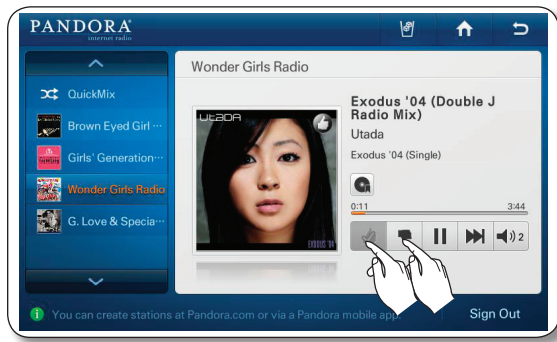 PANDORA®
internet radio
QuickMix
Brown Eyed Girl ...
Girls' Generation...
Wonder Girls Radio
G. Love & Specia...
Wonder Girls Radio
UTADA
EXODUS '04
Exodus '04 (Double J
Radio Mix)
Utada
Exodus '04 (Single)
0:11 3:44
2
You can create stations at Pandora.com or via a Pandora mobile app.
Sign Out